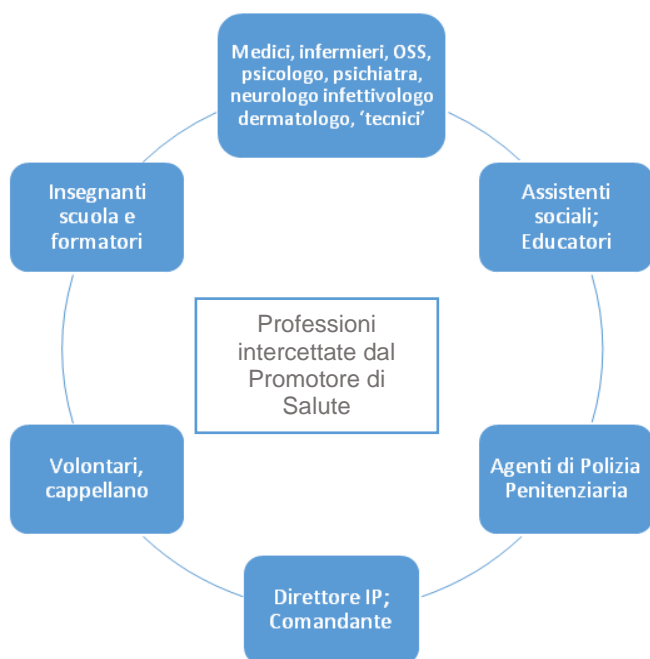 Medici, infermieri, OSS,
psicologo, psichiatra,
neurologo infettivologo
dermatologo, ‘tecnici’
Insegnanti
scuola e
formatori
Assistenti
sociali;
Educatori
Professioni
intercettate dal
Promotore di
Salute
Volontari,
cappellano
Agenti di Polizia
Penitenziaria
Direttore IP;
Comandante